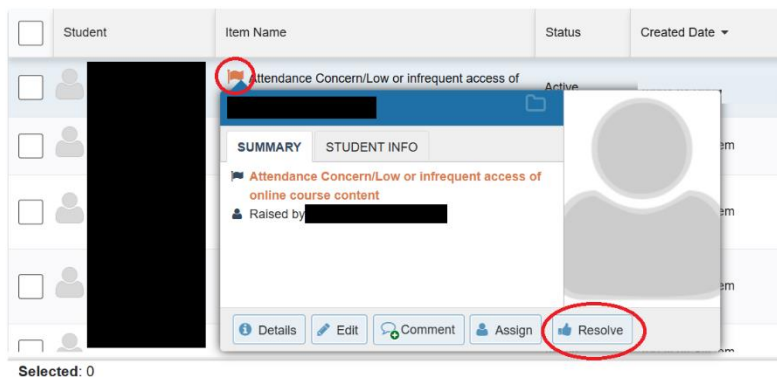 Student Item Name Status Created Date
Attendance Concern/Low or infrequent access of
Active
SUMMARY STUDENT INFO
Attendance Concern/Low or infrequent access of
online course content
Raised by
em
em
em
Details Edit Comment Assign Resolve
Selected: 0